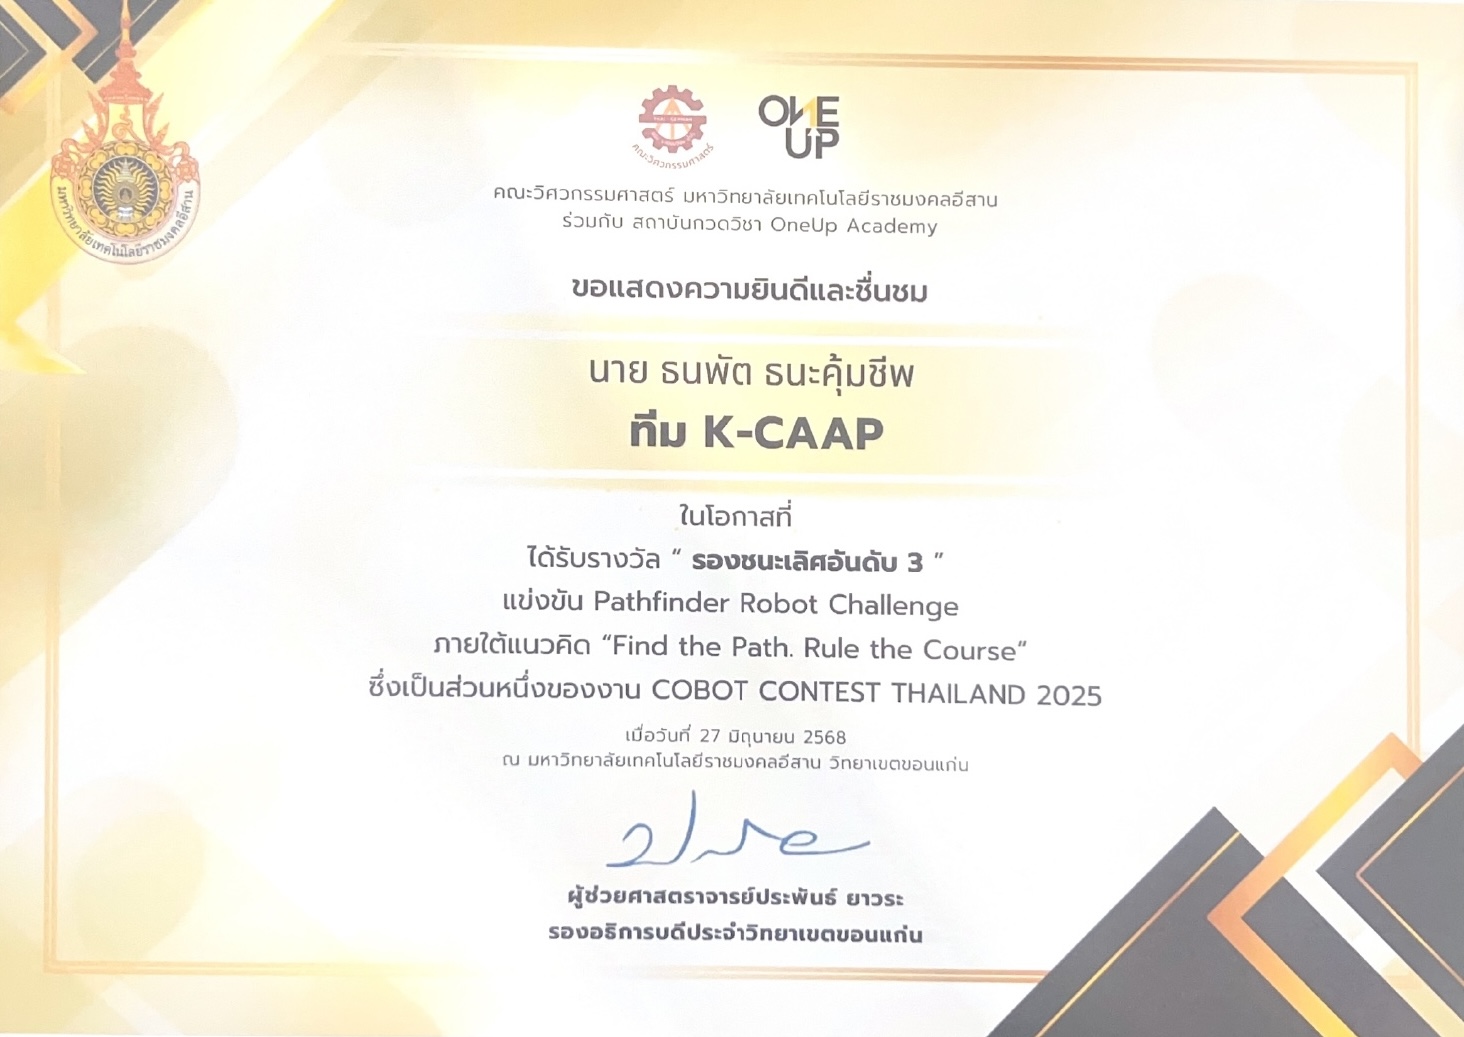 มหาวิทยาลัยเทคโนโลยีราชมงคลอีสาน
คณะวิศวกรรมศาสตร์
ONE
UP
คณะวิศวกรรมศาสตร์ มหาวิทยาลัยเทคโนโลยีราชมงคลอีสาน
ร่วมกับ สถาบันกวดวิชา OneUp Academy
ขอแสดงความยินดีและชื่นชม
นาย ธนพัต ธนะคุ้มชีพ
ทีม K-CAAP
ในโอกาสที่
ได้รับรางวัล “ รองชนะเลิศอันดับ 3 ”
แข่งขัน Pathfinder Robot Challenge
ภายใต้แนวคิด “Find the Path. Rule the Course”
ซึ่งเป็นส่วนหนึ่งของงาน COBOT CONTEST THAILAND 2025
เมื่อวันที่ 27 มิถุนายน 2568
ณ มหาวิทยาลัยเทคโนโลยีราชมงคลอีสาน วิทยาเขตขอนแก่น
ผู้ช่วยศาสตราจารย์ประพันธ์ ยาวระ
รองอธิการบดีประจำวิทยาเขตขอนแก่น